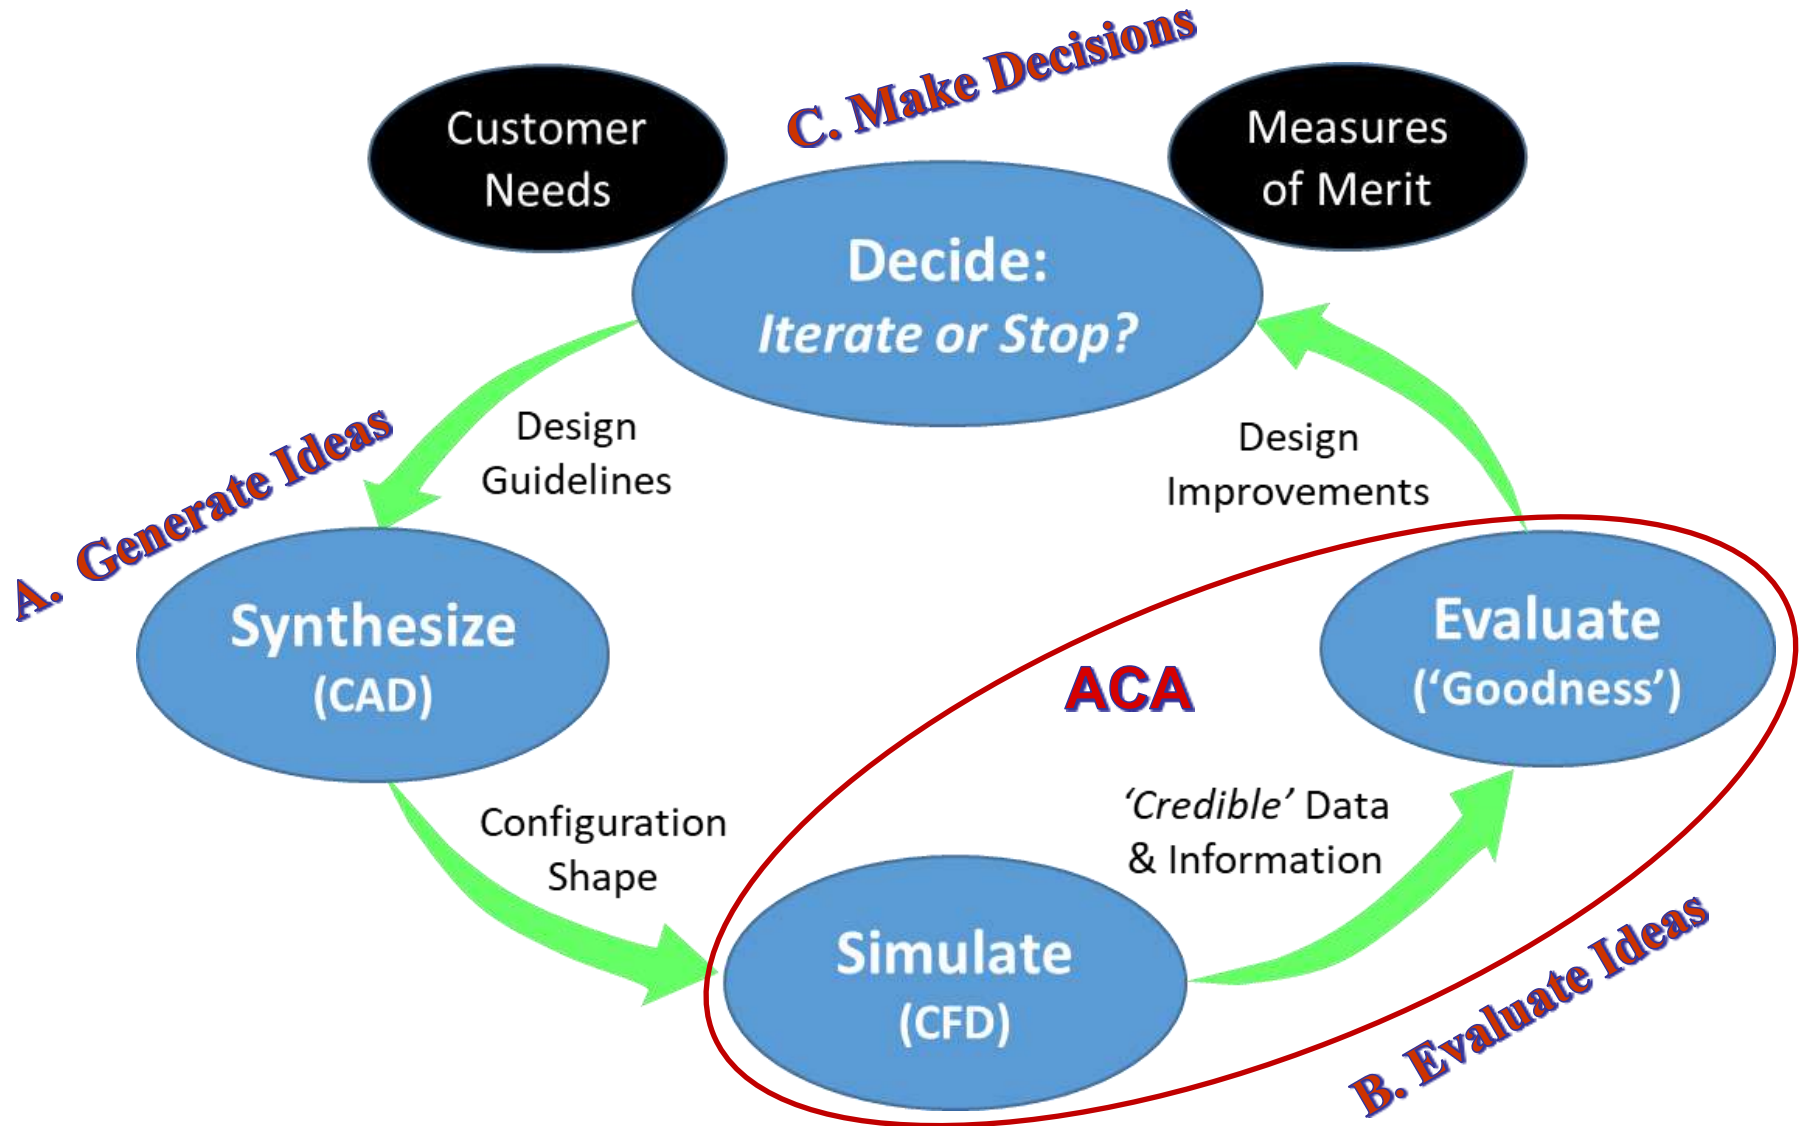 C. Make Decisions
Customer
Needs
Measures
of Merit
Decide:
Iterate or Stop?
Design
Guidelines
Design
Improvements
A. Generate Ideas
Synthesize
(CAD)
Evaluate
(‘Goodness’)
ACA
Configuration
Shape
‘Credible’ Data
& Information
Simulate
(CFD)
B. Evaluate Ideas